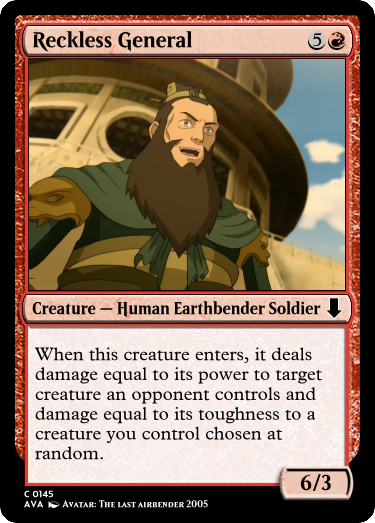 Reckless General 5
Creature — Human Earthbender Soldier
When this creature enters, it deals
damage equal to its power to target
creature an opponent controls and
damage equal to its toughness to a
creature you control chosen at
random.
6/3
C 0145
AVA Avatar: The last airbender 2005